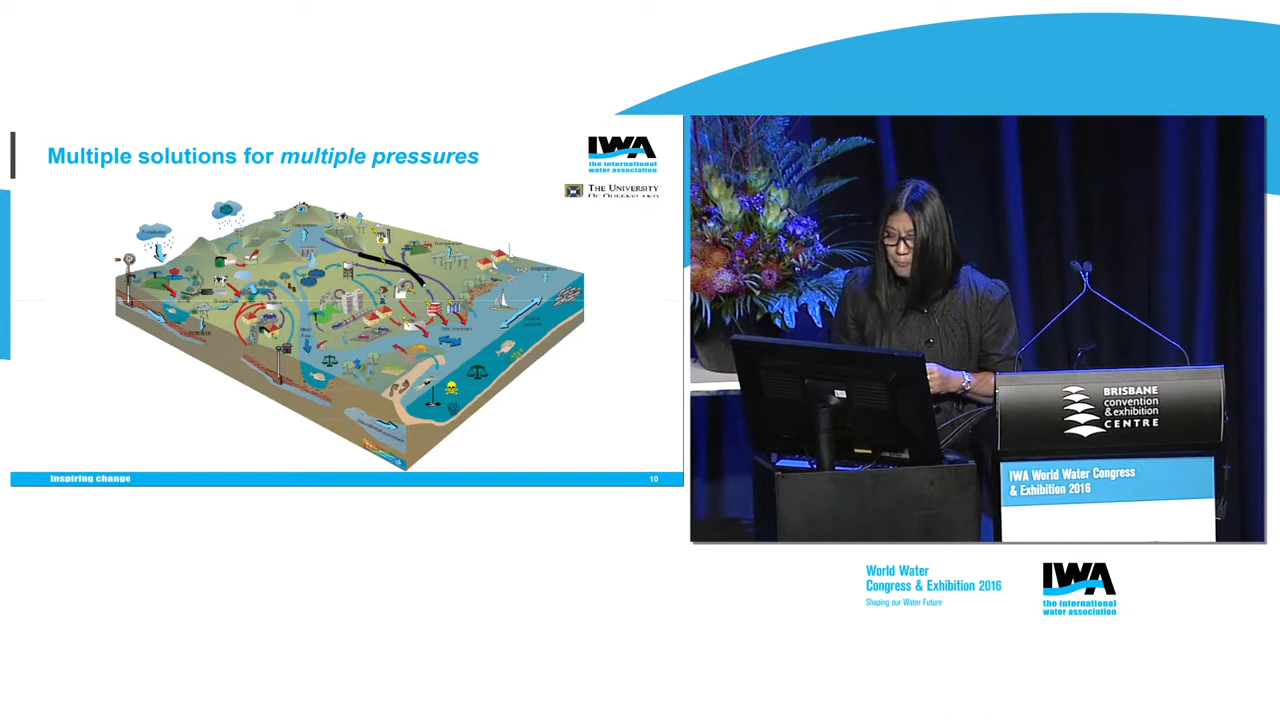 Multiple solutions for multiple pressures
IWA
the international
water association
THE UNIVERSITY
OF QUEENSLAND
Precipitation
inspiring change
10
BRISBANE
convention
& exhibition
CENTRE
IWA World Water Congress
& Exhibition 2016
World Water
Congress & Exhibition 2016
Shaping our Water Future
IWA
the international
water association